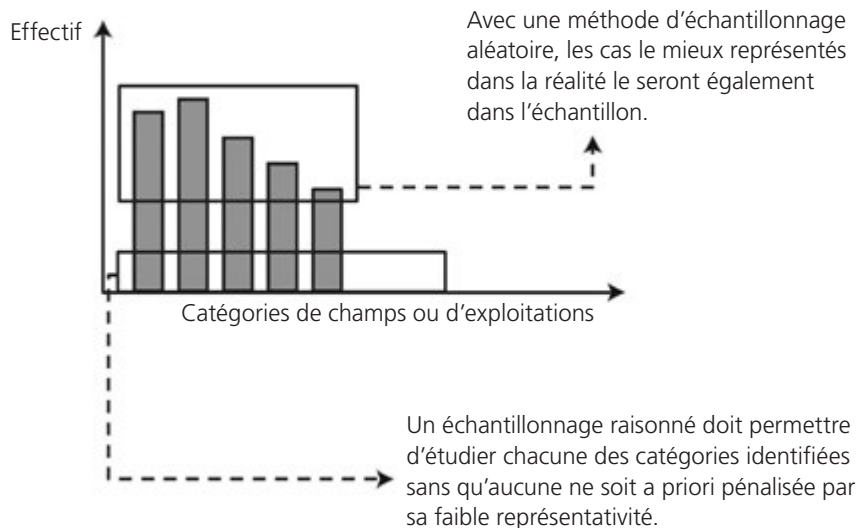 Effectif
Avec une méthode d’échantillonnage
aléatoire, les cas le mieux représentés
dans la réalité le seront également
dans l’échantillon.
Catégories de champs ou d’exploitations
Un échantillonnage raisonné doit permettre
d’étudier chacune des catégories identifiées
sans qu’aucune ne soit a priori pénalisée par
sa faible représentativité.